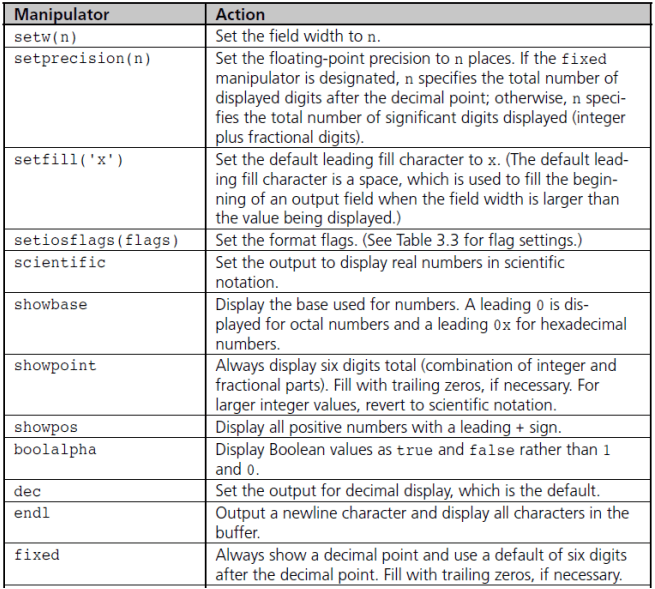 Manipulator Action
setw(n) Set the field width to n.
setprecision(n) Set the floating-point precision to n places. If the fixed
manipulator is designated, n specifies the total number of
displayed digits after the decimal point; otherwise, n speci-
fies the total number of significant digits displayed (integer
plus fractional digits).
setfill('x') Set the default leading fill character to x. (The default lead-
ing fill character is a space, which is used to fill the begin-
ning of an output field when the field width is larger than
the value being displayed.)
setiosflags(flags) Set the format flags. (See Table 3.3 for flag settings.)
scientific Set the output to display real numbers in scientific
notation.
showbase Display the base used for numbers. A leading 0 is dis-
played for octal numbers and a leading 0x for hexadecimal
numbers.
showpoint Always display six digits total (combination of integer and
fractional parts). Fill with trailing zeros, if necessary. For
larger integer values, revert to scientific notation.
showpos Display all positive numbers with a leading + sign.
boolalpha Display Boolean values as true and false rather than 1
and 0.
dec Set the output for decimal display, which is the default.
endl Output a newline character and display all characters in the
buffer.
fixed Always show a decimal point and use a default of six digits
after the decimal point. Fill with trailing zeros, if necessary.